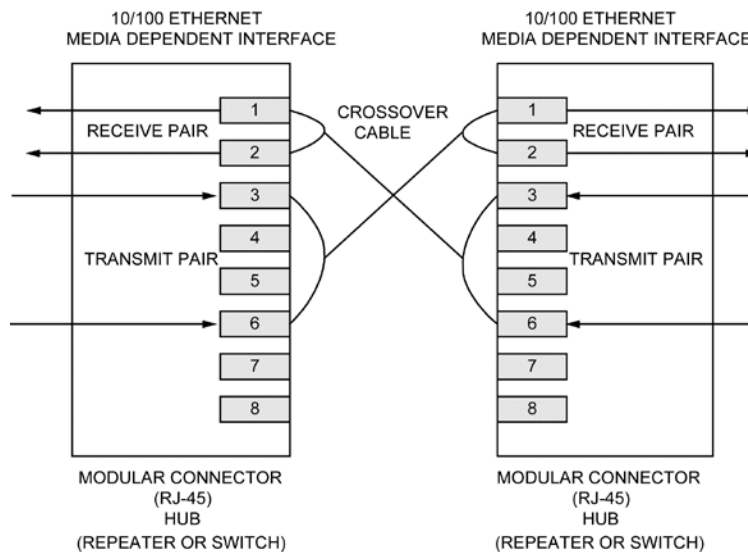 10/100 ETHERNET
MEDIA DEPENDENT INTERFACE
10/100 ETHERNET
MEDIA DEPENDENT INTERFACE
CROSSOVER
CABLE
RECEIVE PAIR
TRANSMIT PAIR
1
2
3
4
5
6
7
8
1
2
3
4
5
6
7
8
RECEIVE PAIR
TRANSMIT PAIR
MODULAR CONNECTOR
(RJ-45)
HUB
(REPEATER OR SWITCH)
MODULAR CONNECTOR
(RJ-45)
HUB
(REPEATER OR SWITCH)